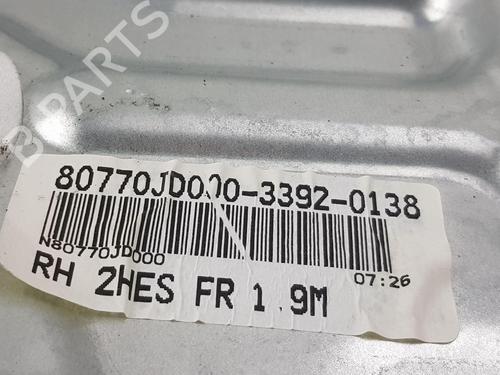 B PARTS
80770JD000-3392-0138
N80770JD000
07:26
RH 2HES FR 1.9M